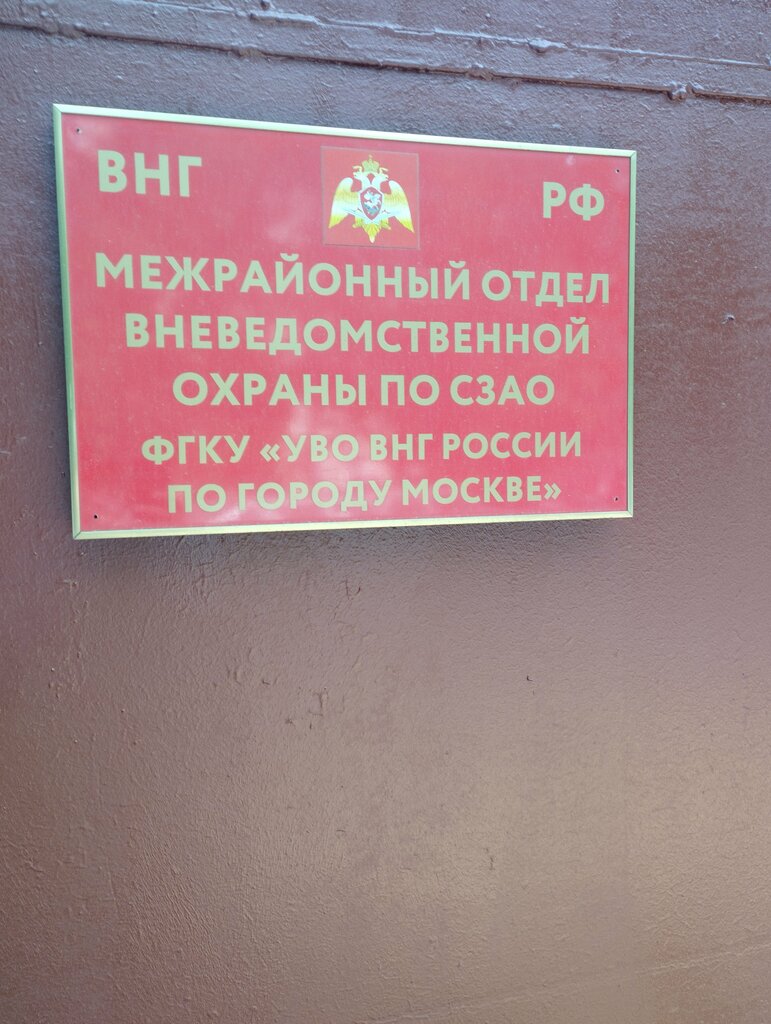 ВНГ РФ
МЕЖРАЙОННЫЙ ОТДЕЛ
ВНЕВЕДОМСТВЕННОЙ
ОХРАНЫ ПО СЗАО
ФГКУ «УВО ВНГ РОССИИ
ПО ГОРОДУ МОСКВЕ»